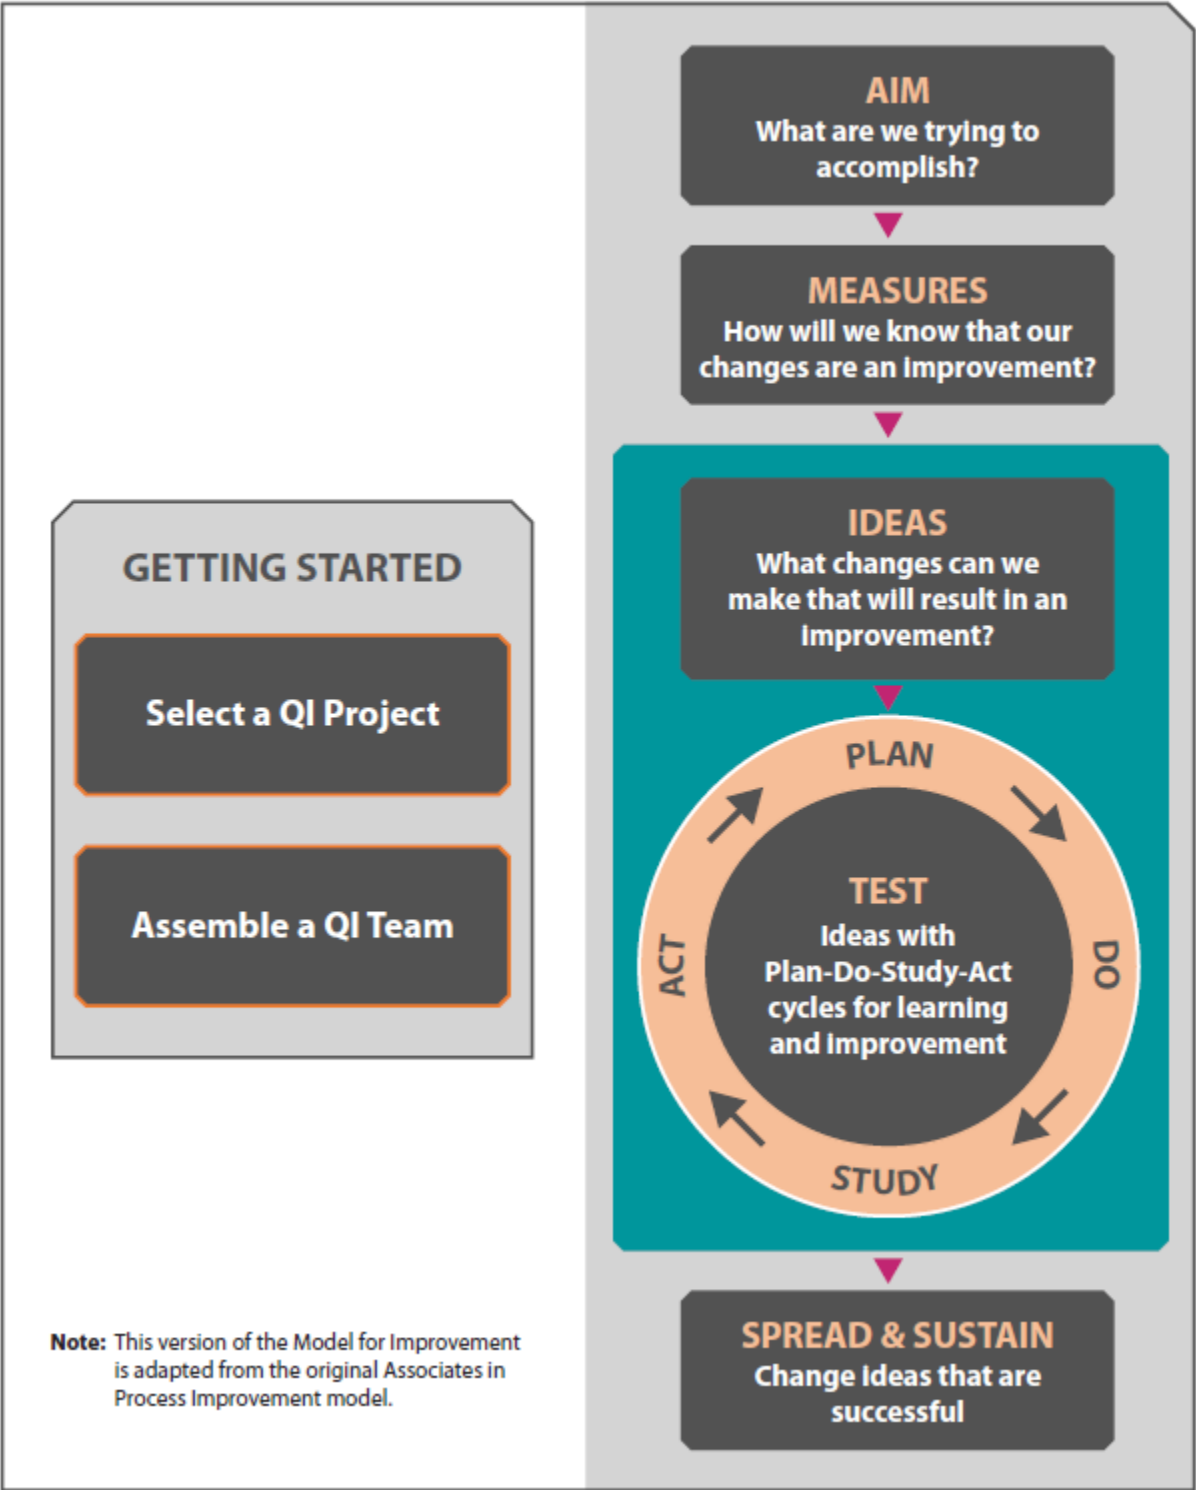 GETTING STARTED
Select a QI Project
Assemble a QI Team
Note: This version of the Model for Improvement
is adapted from the original Associates in
Process Improvement model.
AIM
What are we trying to
accomplish?
MEASURES
How will we know that our
changes are an improvement?
IDEAS
What changes can we
make that will result in an
improvement?
PLAN
DO
STUDY
ACT
TEST
Ideas with
Plan-Do-Study-Act
cycles for learning
and improvement
SPREAD & SUSTAIN
Change ideas that are
successful